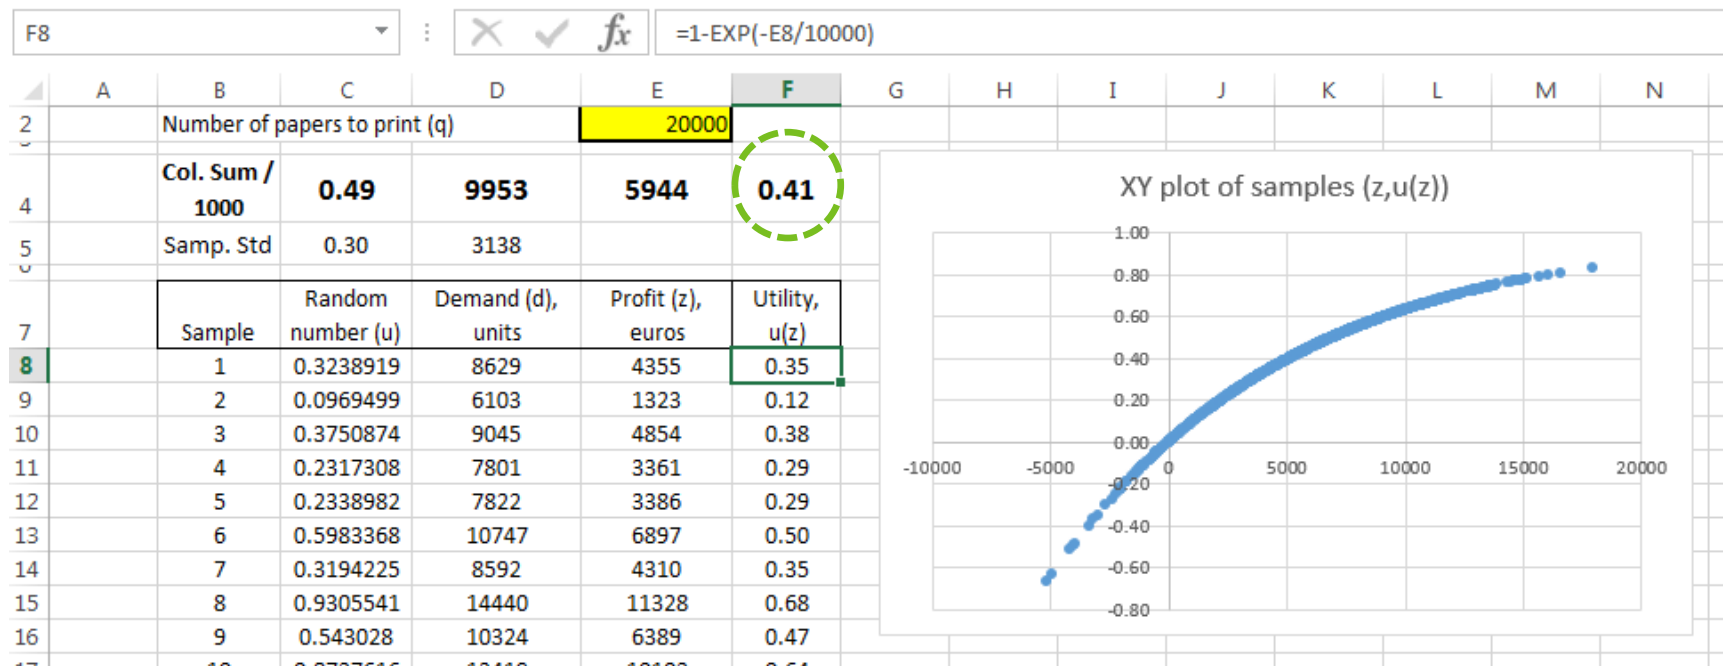 F8 fx =1-EXP(-E8/10000)
A B C D E F G H I J K L M N
2 Number of papers to print (q) 20000
4 Col. Sum / 1000 0.49 9953 5944 0.41
5 Samp. Std 0.30 3138
7 Sample Random number (u) Demand (d), units Profit (z), euros Utility, u(z)
8 1 0.3238919 8629 4355 0.35
9 2 0.0969499 6103 1323 0.12
10 3 0.3750874 9045 4854 0.38
11 4 0.2317308 7801 3361 0.29
12 5 0.2338982 7822 3386 0.29
13 6 0.5983368 10747 6897 0.50
14 7 0.3194225 8592 4310 0.35
15 8 0.9305541 14440 11328 0.68
16 9 0.543028 10324 6389 0.47
XY plot of samples (z,u(z))
1.00
0.80
0.60
0.40
0.20
0.00
-10000 -5000 0 5000 10000 15000 20000
-0.20
-0.40
-0.60
-0.80